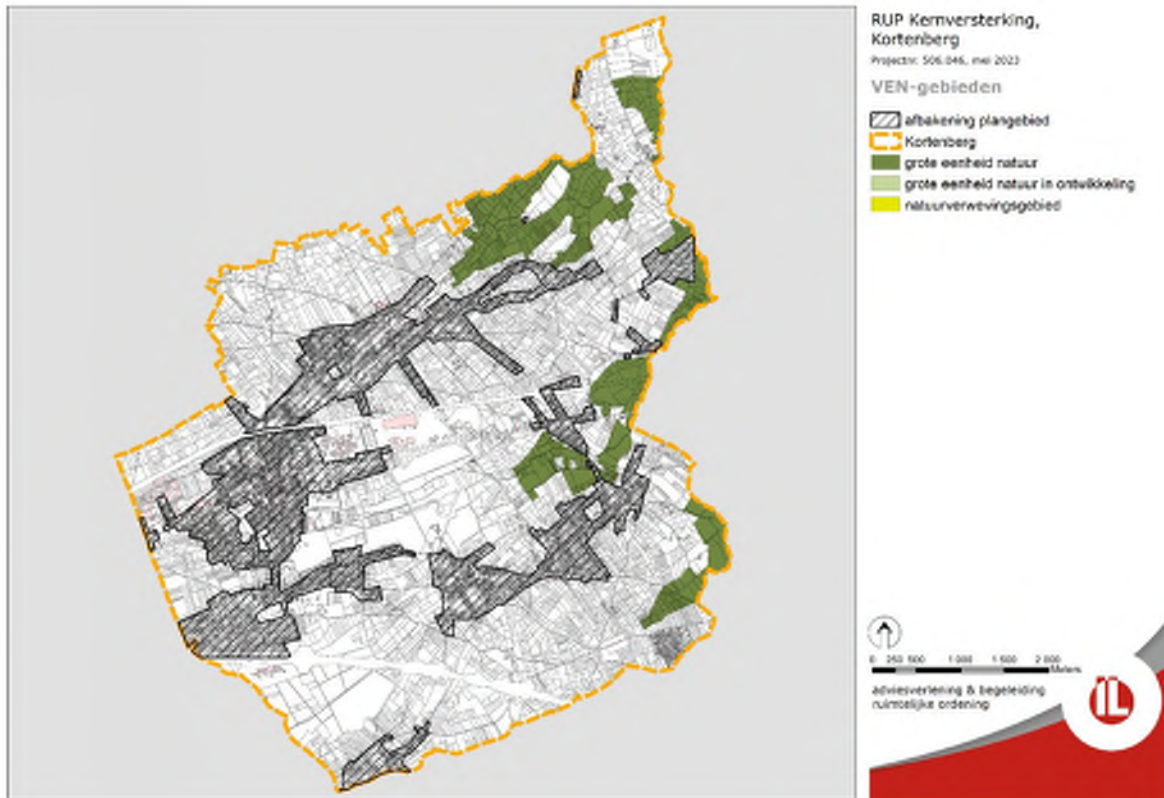 RUP Kernversterking,
Kortenberg
Projectnr. 506.046, mei 2023
VEN-gebieden
afbakening plangebied
Kortenberg
grote eenheid natuur
grote eenheid natuur in ontwikkeling
natuurverwevingsgebied
0 250 500 1 000 1 500 2 000
Meters
adviesverlening & begeleiding
ruimtelijke ordening
IL